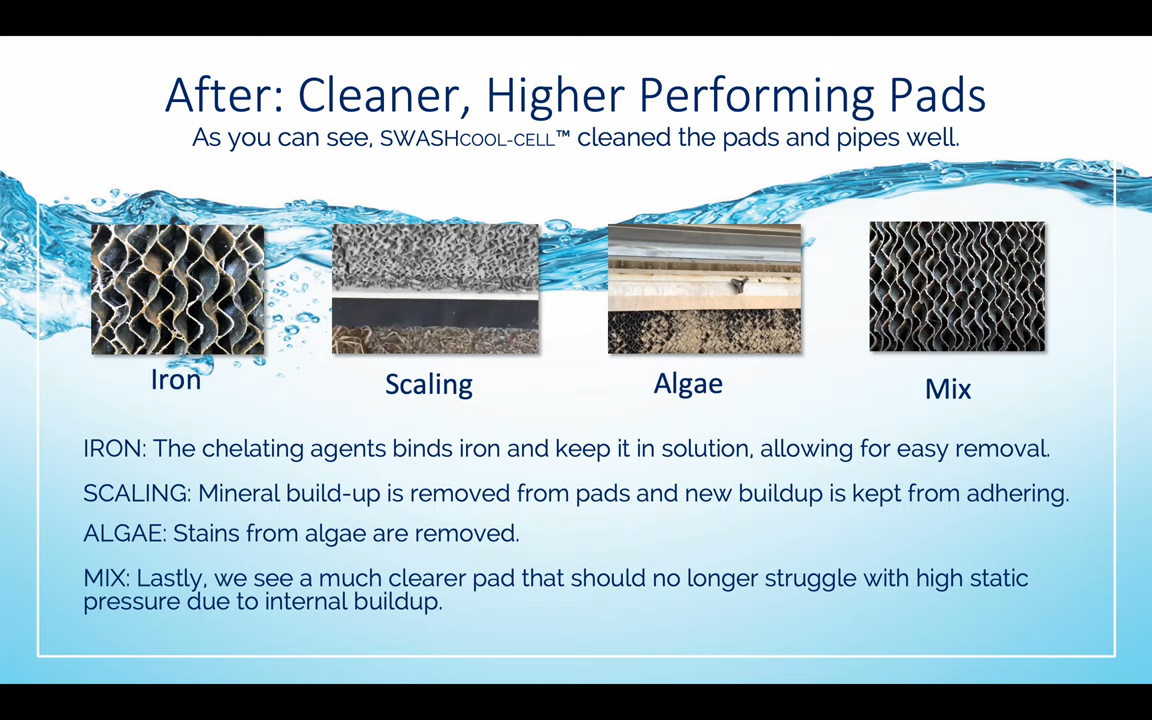 After: Cleaner, Higher Performing Pads
As you can see, SWASHCOOL-CELL™ cleaned the pads and pipes well.
Iron
Scaling
Algae
Mix
IRON: The chelating agents binds iron and keep it in solution, allowing for easy removal.
SCALING: Mineral build-up is removed from pads and new buildup is kept from adhering.
ALGAE: Stains from algae are removed.
MIX: Lastly, we see a much clearer pad that should no longer struggle with high static
pressure due to internal buildup.